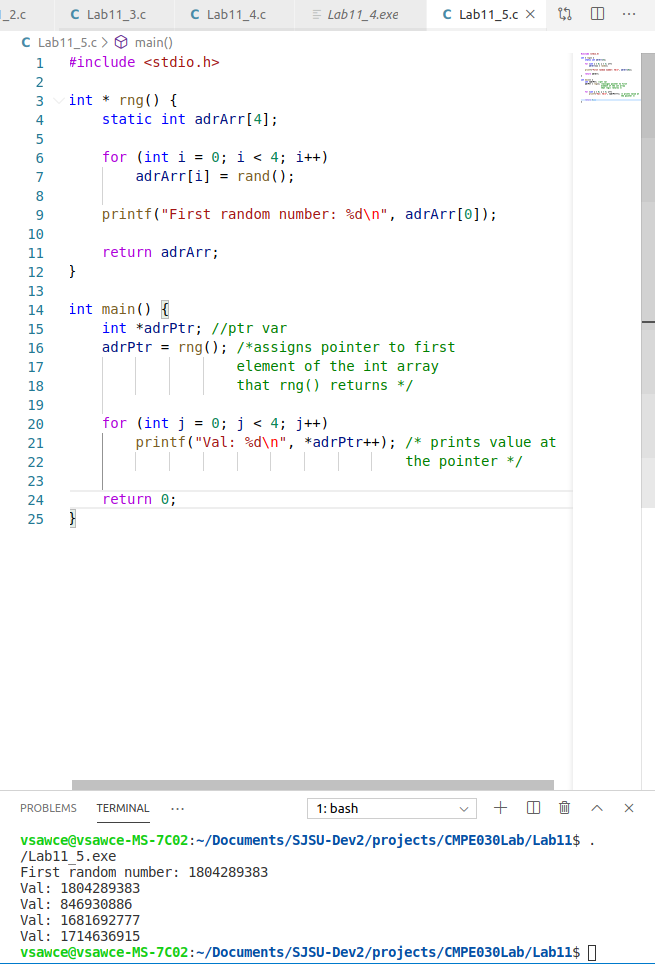 _2.c C Lab11_3.c C Lab11_4.c Lab11_4.exe C Lab11_5.c ×
C Lab11_5.c > main()
1 #include <stdio.h>
2
3 int * rng() {
4 static int adrArr[4];
5
6 for (int i = 0; i < 4; i++)
7 adrArr[i] = rand();
8
9 printf("First random number: %d\n", adrArr[0]);
10
11 return adrArr;
12 }
13
14 int main() {
15 int *adrPtr; //ptr var
16 adrPtr = rng(); /*assigns pointer to first
17 element of the int array
18 that rng() returns */
19
20 for (int j = 0; j < 4; j++)
21 printf("Val: %d\n", *adrPtr++); /* prints value at
22 the pointer */
23
24 return 0;
25 }
PROBLEMS TERMINAL ··· 1: bash
vsawce@vsawce-MS-7C02:~/Documents/SJSU-Dev2/projects/CMPE030Lab/Lab11$ .
/Lab11_5.exe
First random number: 1804289383
Val: 1804289383
Val: 846930886
Val: 1681692777
Val: 1714636915
vsawce@vsawce-MS-7C02:~/Documents/SJSU-Dev2/projects/CMPE030Lab/Lab11$